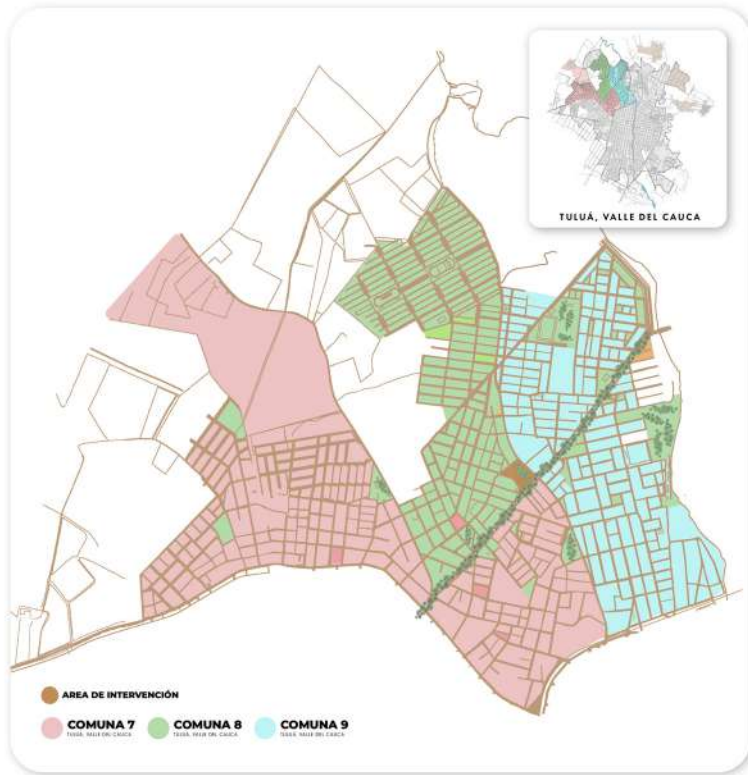 TULUÁ, VALLE DEL CAUCA
AREA DE INTERVENCIÓN
COMUNA 7
TULUÁ, VALLE DEL CAUCA
COMUNA 8
TULUÁ, VALLE DEL CAUCA
COMUNA 9
TULUÁ, VALLE DEL CAUCA